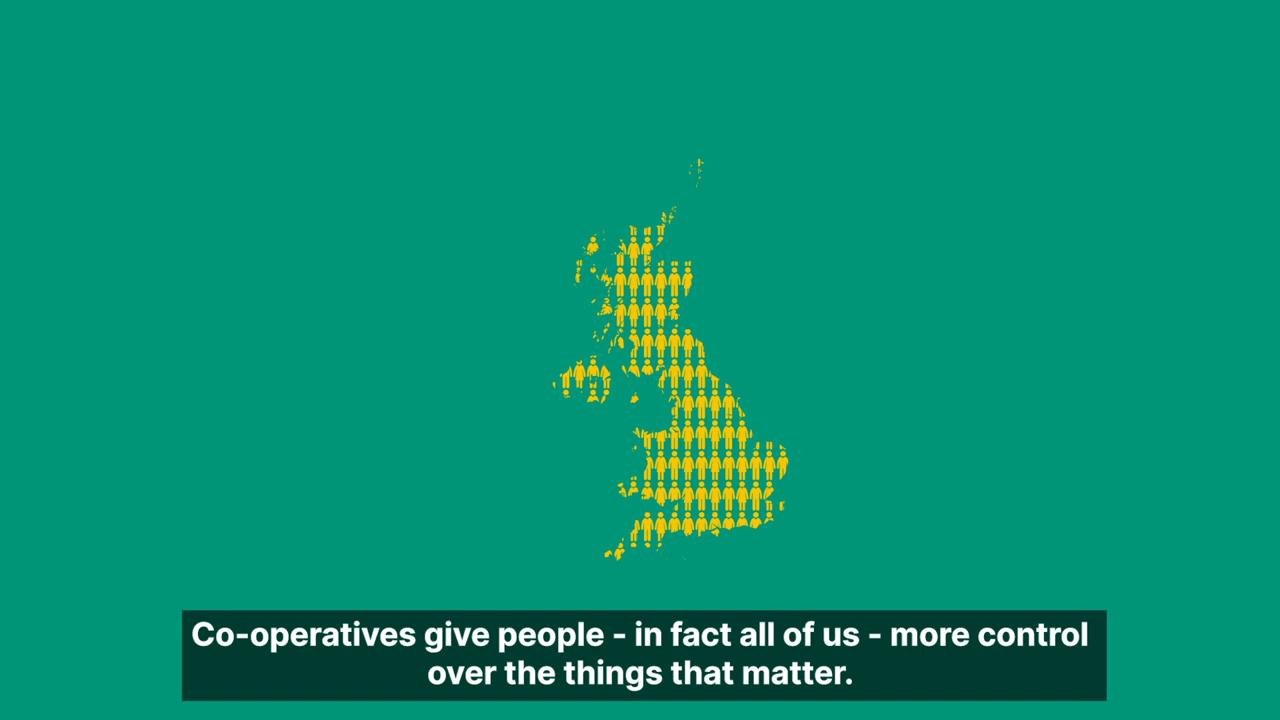 Co-operatives give people - in fact all of us - more control
over the things that matter.